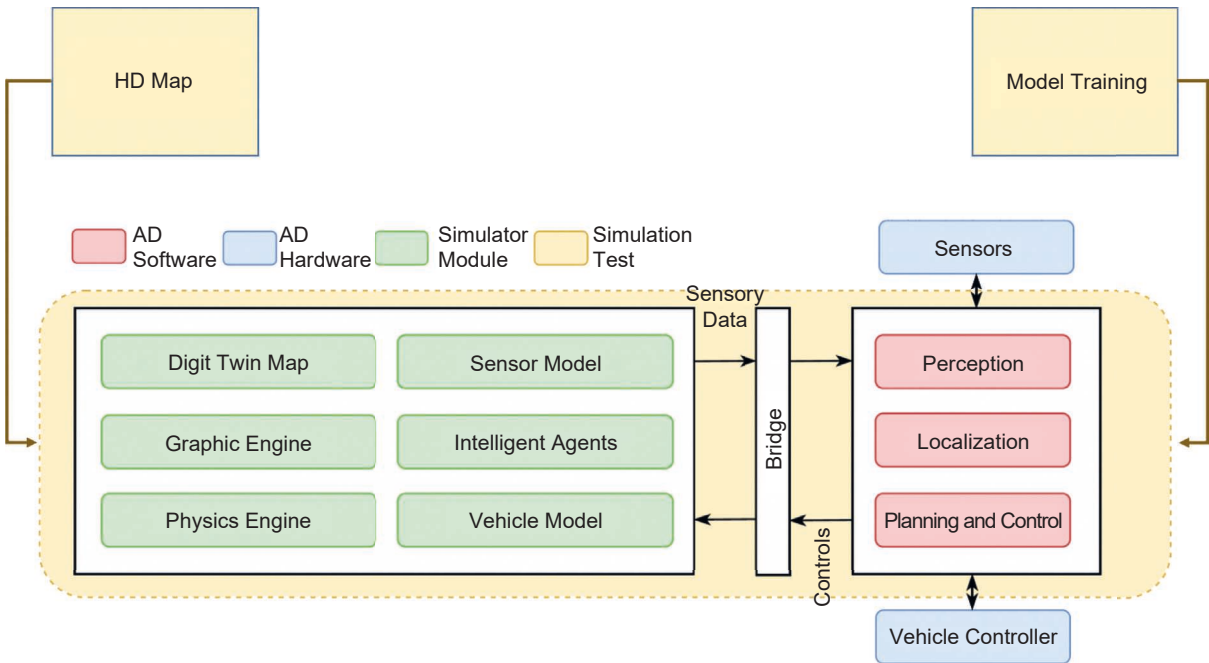 HD Map
Model Training
AD
Software
AD
Hardware
Simulator
Module
Simulation
Test
Sensors
Sensory
Data
Digit Twin Map
Sensor Model
Perception
Graphic Engine
Intelligent Agents
Bridge
Localization
Physics Engine
Vehicle Model
Controls
Planning and Control
Vehicle Controller